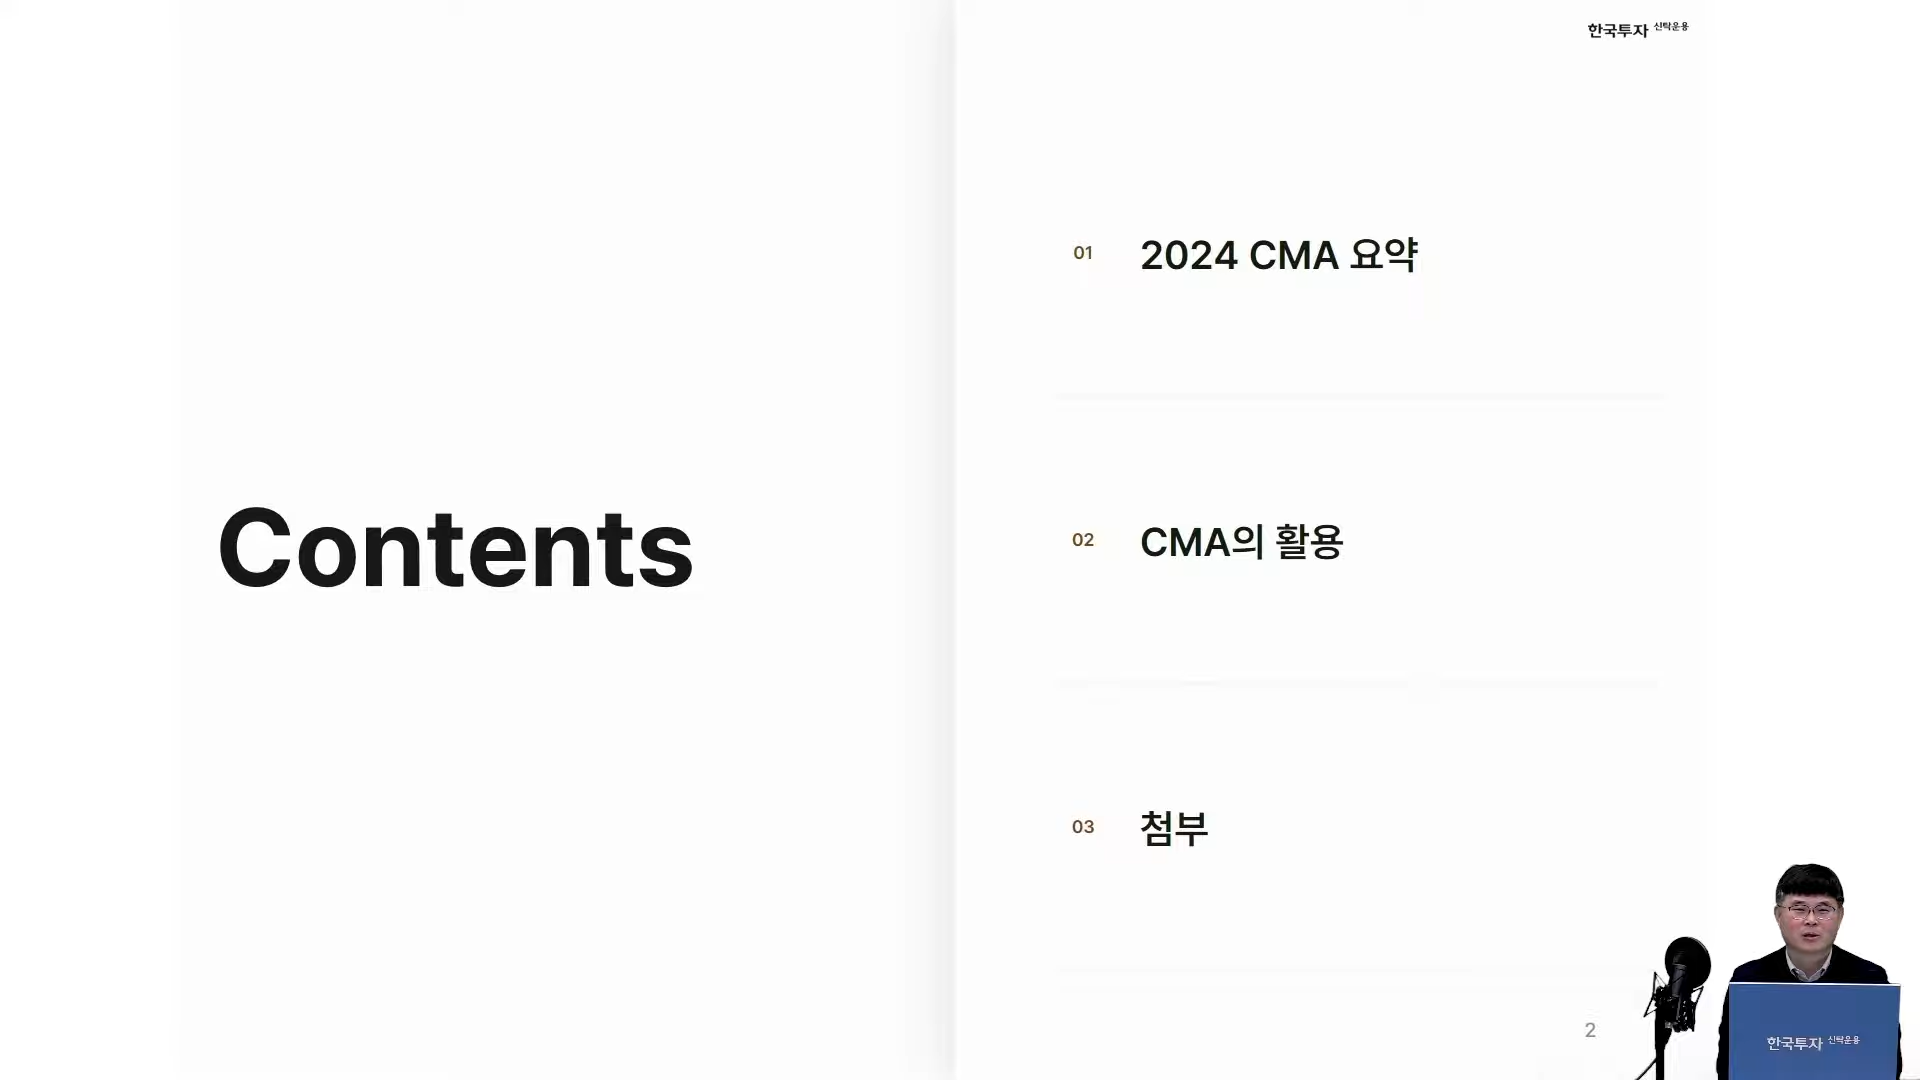 한국투자 신탁운용
Contents
01 2024 CMA 요약
02 CMA의 활용
03 첨부
2
한국투자 신탁운용